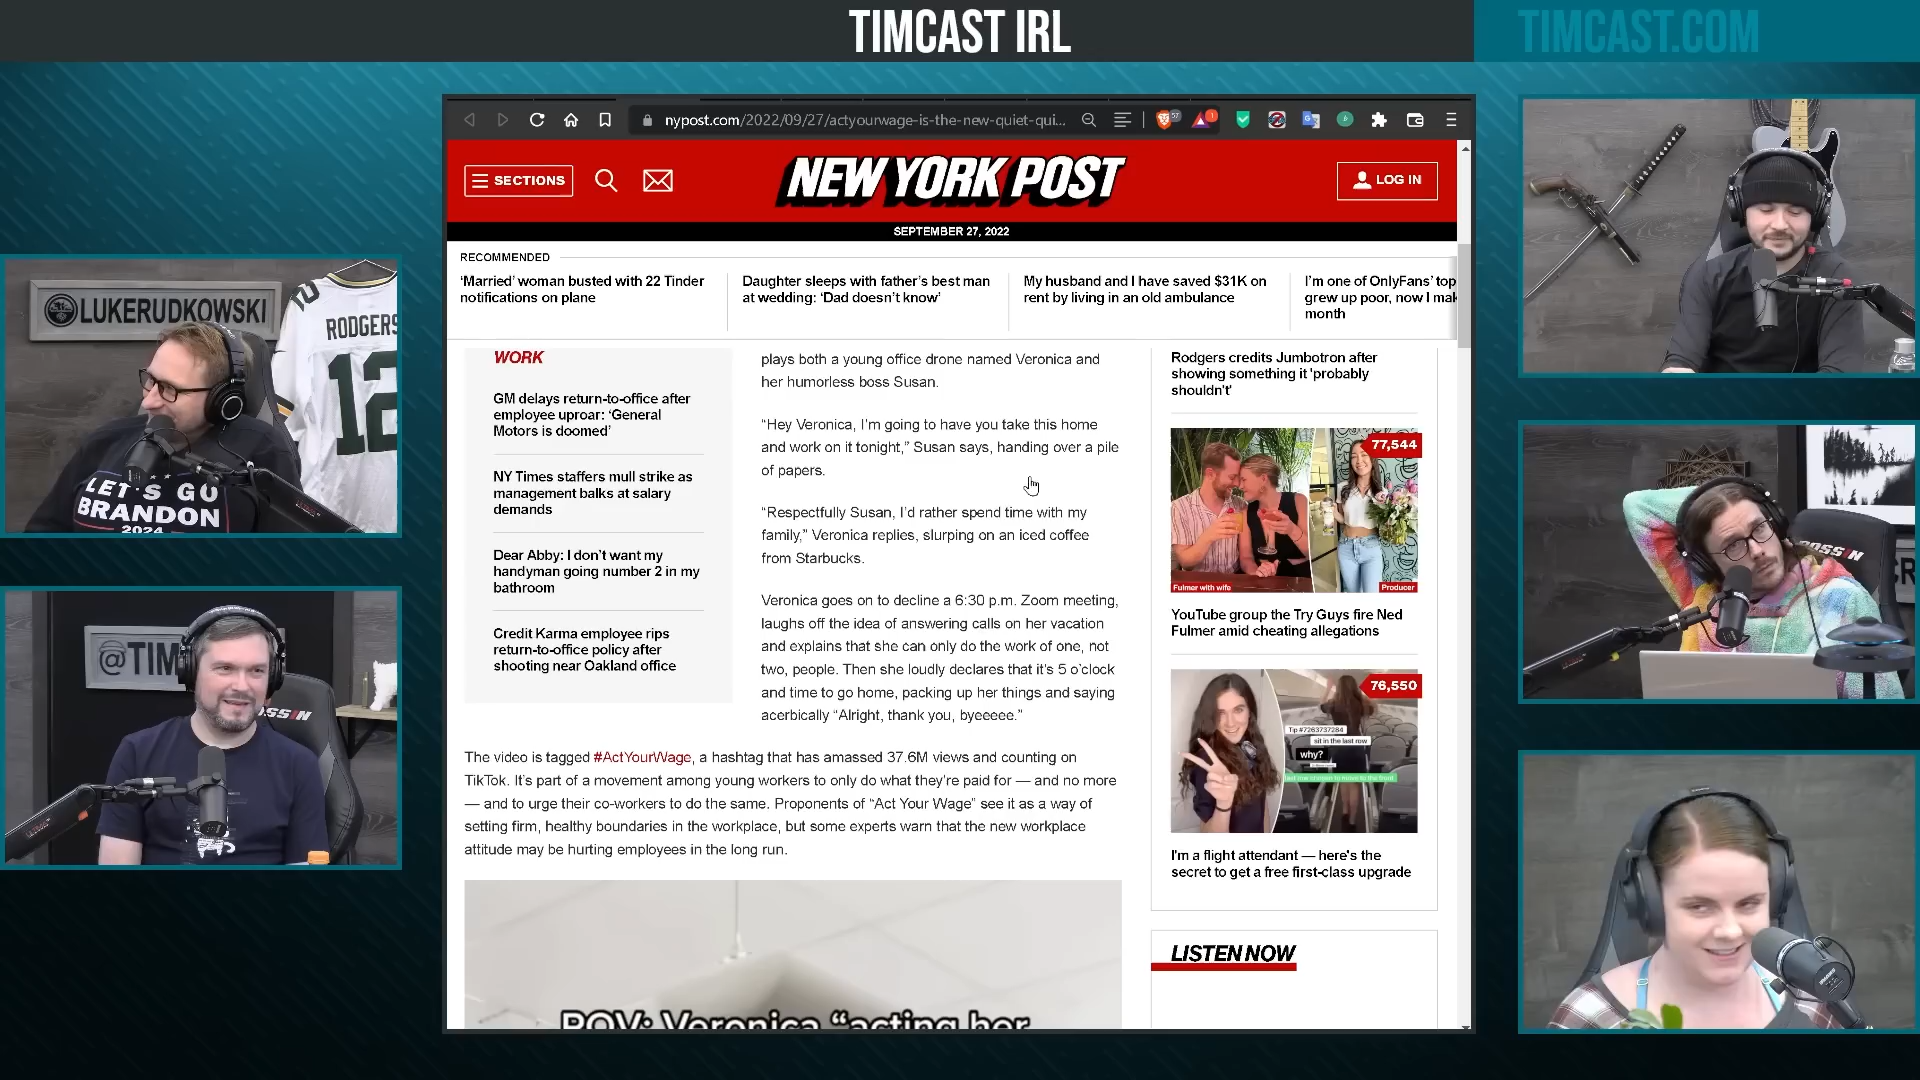 TIMCAST IRL
TIMCAST.COM
nypost.com/2022/09/27/actyourwage-is-the-new-quiet-qui...
SECTIONS
NEW YORK POST
LOG IN
SEPTEMBER 27, 2022
RECOMMENDED
‘Married’ woman busted with 22 Tinder
notifications on plane
Daughter sleeps with father’s best man
at wedding: ‘Dad doesn’t know’
My husband and I have saved $31K on
rent by living in an old ambulance
I’m one of OnlyFans’ top
grew up poor, now I mak
month
WORK
GM delays return-to-office after
employee uproar: ‘General
Motors is doomed’
NY Times staffers mull strike as
management balks at salary
demands
Dear Abby: I don’t want my
handyman going number 2 in my
bathroom
Credit Karma employee rips
return-to-office policy after
shooting near Oakland office
plays both a young office drone named Veronica and
her humorless boss Susan.
“Hey Veronica, I’m going to have you take this home
and work on it tonight,” Susan says, handing over a pile
of papers.
“Respectfully Susan, I’d rather spend time with my
family,” Veronica replies, slurping on an iced coffee
from Starbucks.
Veronica goes on to decline a 6:30 p.m. Zoom meeting,
laughs off the idea of answering calls on her vacation
and explains that she can only do the work of one, not
two, people. Then she loudly declares that it’s 5 o’clock
and time to go home, packing up her things and saying
acerbically “Alright, thank you, byeeeee.”
The video is tagged #ActYourWage, a hashtag that has amassed 37.6M views and counting on
TikTok. It’s part of a movement among young workers to only do what they’re paid for — and no more
— and to urge their co-workers to do the same. Proponents of “Act Your Wage” see it as a way of
setting firm, healthy boundaries in the workplace, but some experts warn that the new workplace
attitude may be hurting employees in the long run.
POV: Veronica “acting her
Rodgers credits Jumbotron after
showing something it 'probably
shouldn't'
77,544
Fulmer with wife
Producer
YouTube group the Try Guys fire Ned
Fulmer amid cheating allegations
76,550
Tip #7263737284
sit in the last row
why?
I'm a flight attendant — here's the
secret to get a free first-class upgrade
LISTEN NOW
LUKERUDKOWSKI
RODGERS
12
LET'S GO
BRANDON
2024
@TIM